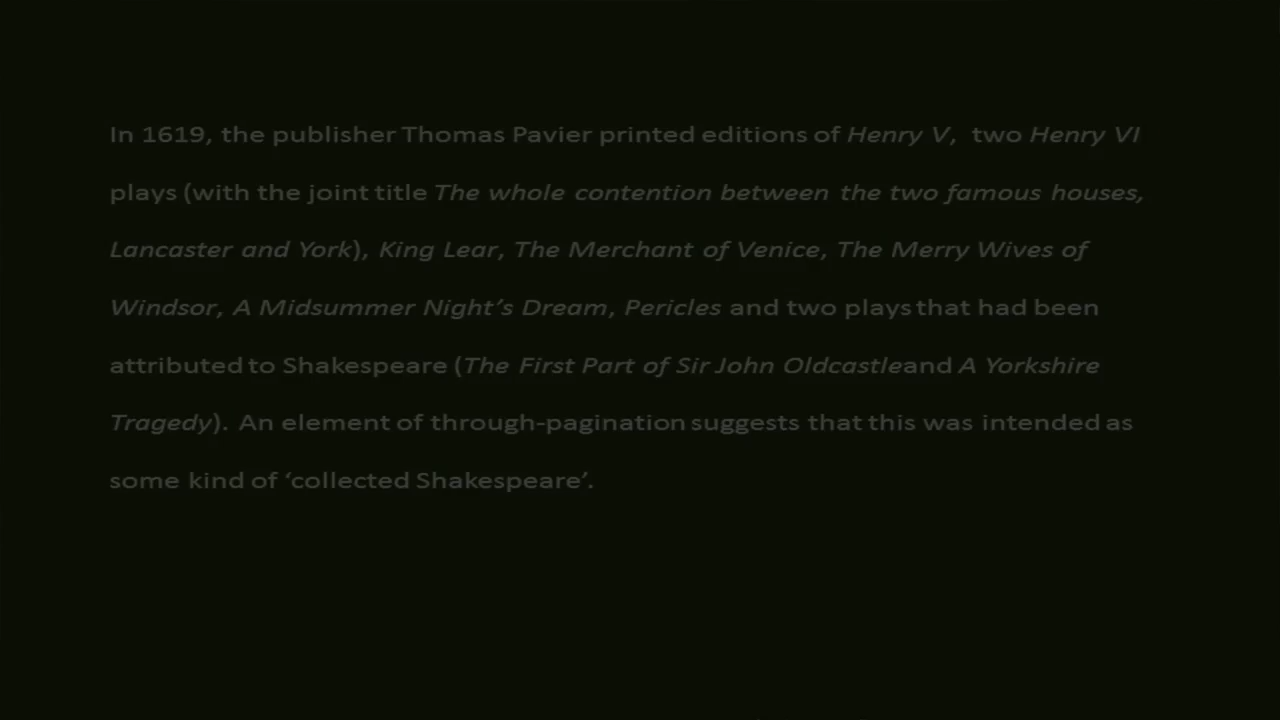 In 1619, the publisher Thomas Pavier printed editions of Henry V, two Henry VI
plays (with the joint title The whole contention between the two famous houses,
Lancaster and York), King Lear, The Merchant of Venice, The Merry Wives of
Windsor, A Midsummer Night’s Dream, Pericles and two plays that had been
attributed to Shakespeare (The First Part of Sir John Oldcastleand A Yorkshire
Tragedy). An element of through-pagination suggests that this was intended as
some kind of ‘collected Shakespeare’.